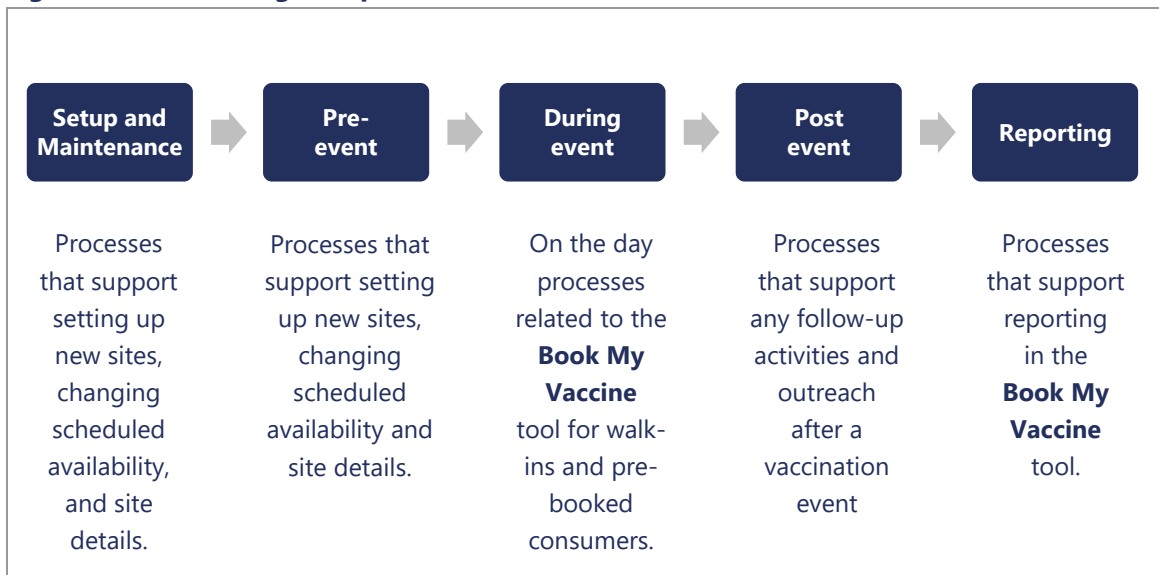 Setup and
Maintenance
Pre-
event
During
event
Post
event
Reporting
Processes
that support
setting up
new sites,
changing
scheduled
availability,
and site
details.
Processes that
support setting
up new sites,
changing
scheduled
availability and
site details.
On the day
processes
related to the
Book My
Vaccine
tool for walk-
ins and pre-
booked
consumers.
Processes
that support
any follow-up
activities and
outreach
after a
vaccination
event
Processes
that support
reporting
in the
Book My
Vaccine
tool.